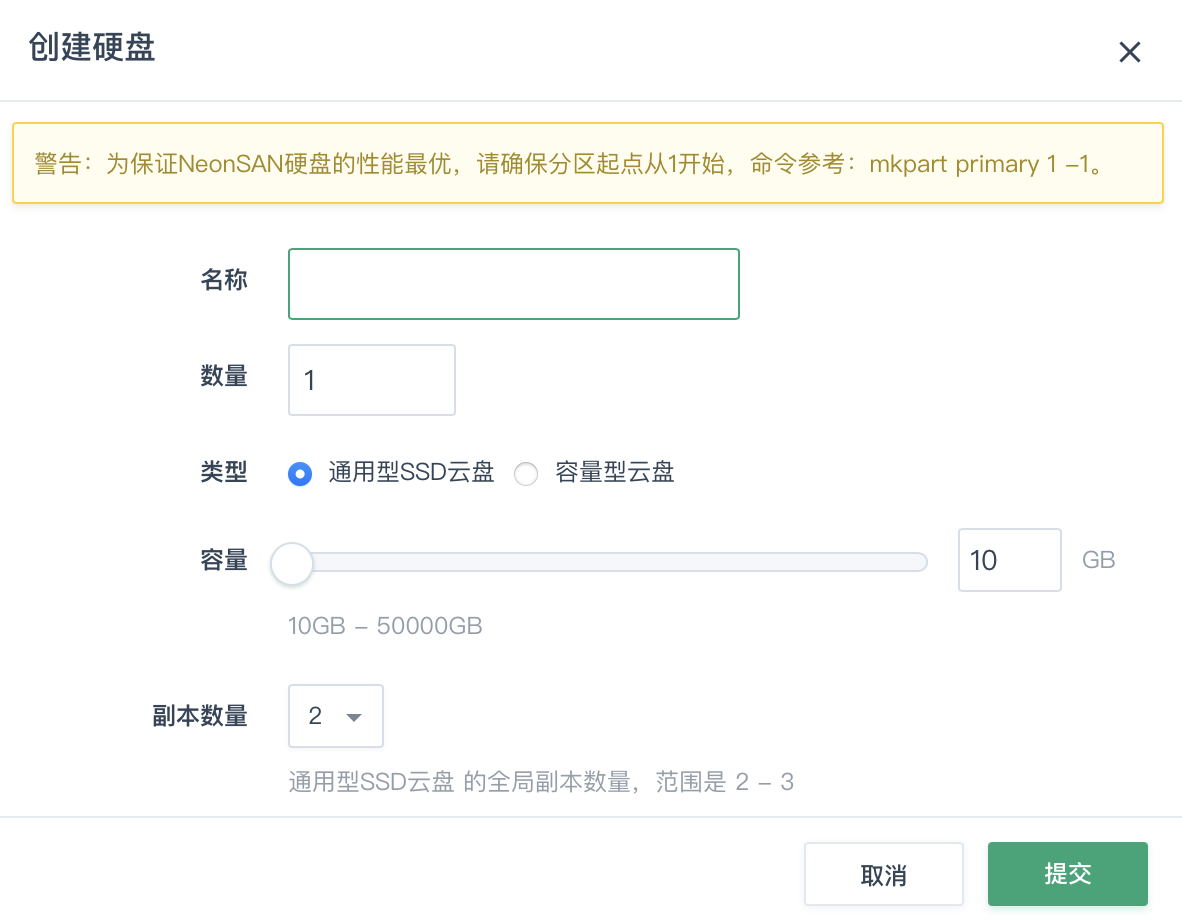 创建硬盘
警告：为保证NeonSAN硬盘的性能最优，请确保分区起点从1开始，命令参考：mkpart primary 1 –1。
名称
数量
1
类型
通用型SSD云盘 容量型云盘
容量
10 GB
10GB – 50000GB
副本数量
2
通用型SSD云盘 的全局副本数量，范围是 2 – 3
取消 提交